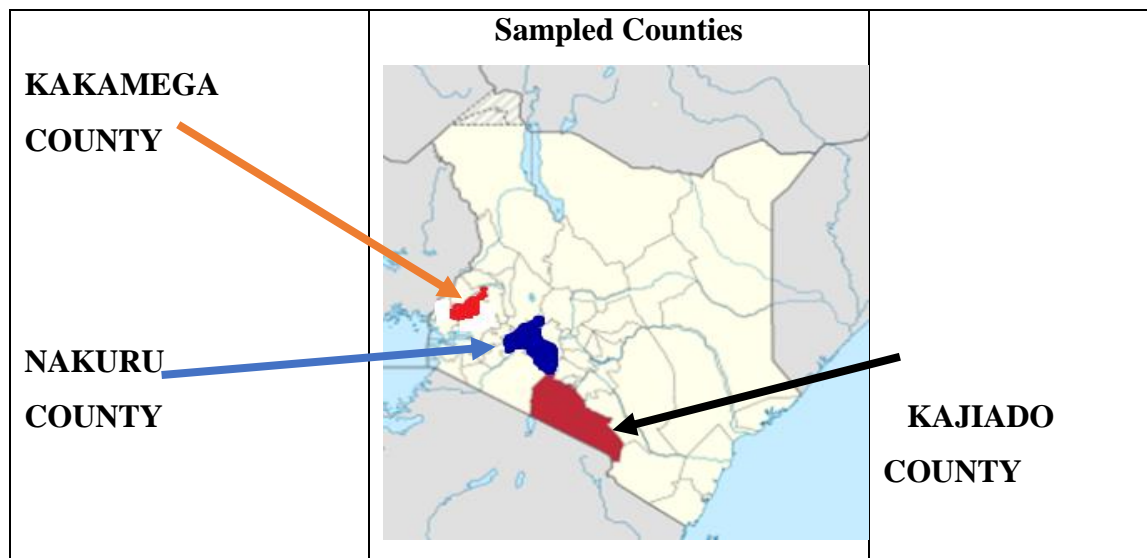 Sampled Counties
KAKAMEGA
COUNTY
NAKURU
COUNTY
KAJIADO
COUNTY